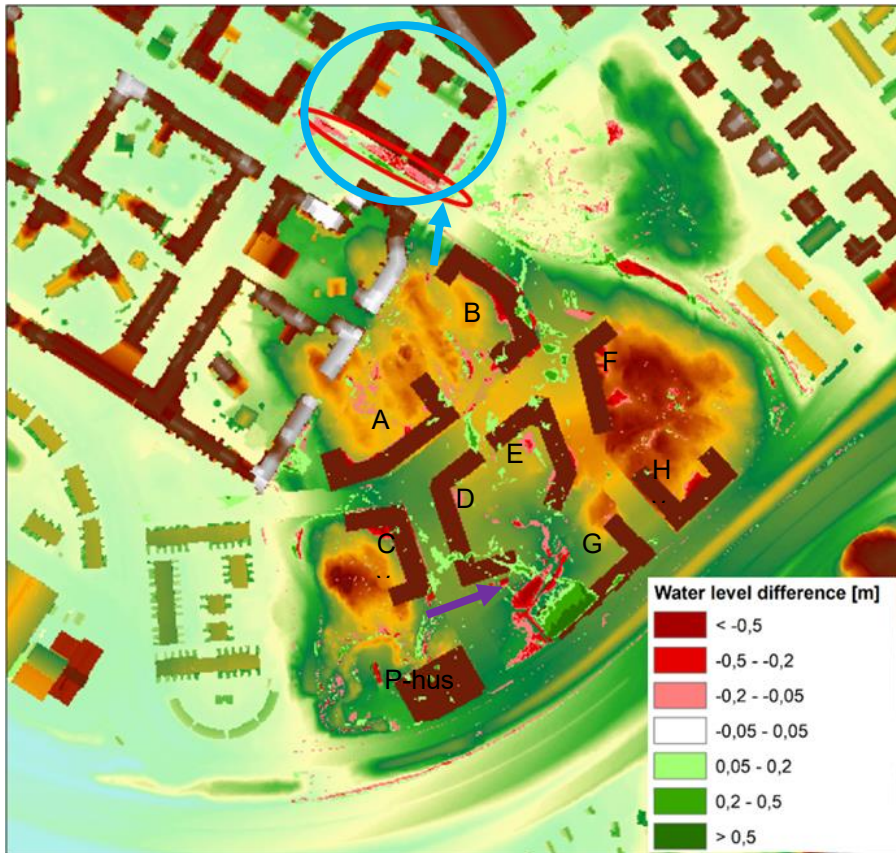 B
F
A
E
H
D
. .
C
G
. .
P-hus
Water level difference [m]
< -0,5
-0,5 - -0,2
-0,2 - -0,05
-0,05 - 0,05
0,05 - 0,2
0,2 - 0,5
> 0,5